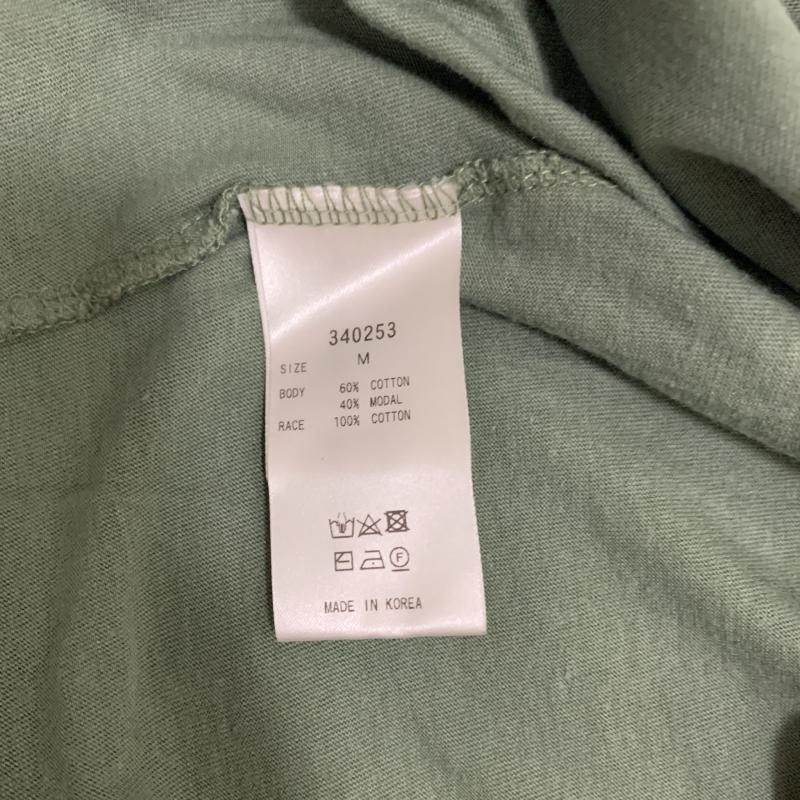 340253
SIZE M
BODY 60% COTTON
40% MODAL
RACE 100% COTTON
F
MADE IN KOREA